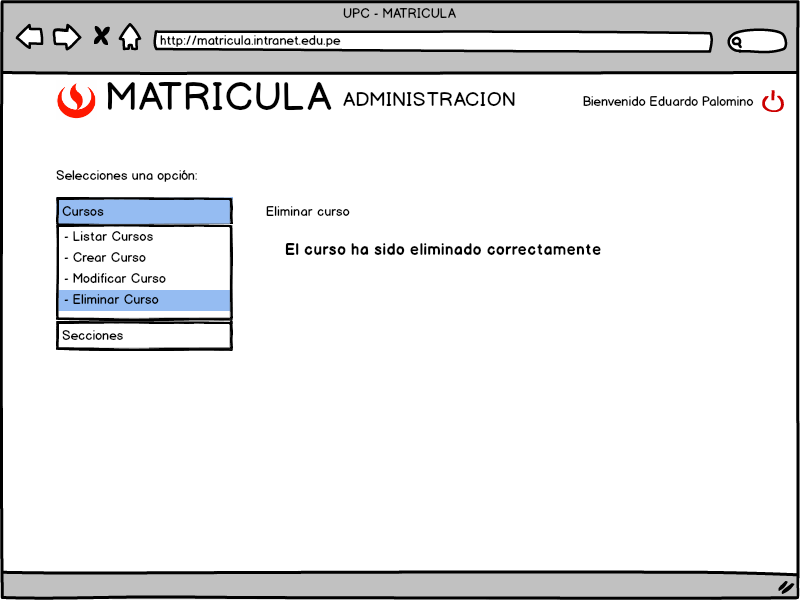 UPC - MATRICULA
http://matricula.intranet.edu.pe
MATRICULA ADMINISTRACION
Bienvenido Eduardo Palomino
Selecciones una opción:
Cursos
- Listar Cursos
- Crear Curso
- Modificar Curso
- Eliminar Curso
Secciones
Eliminar curso
El curso ha sido eliminado correctamente